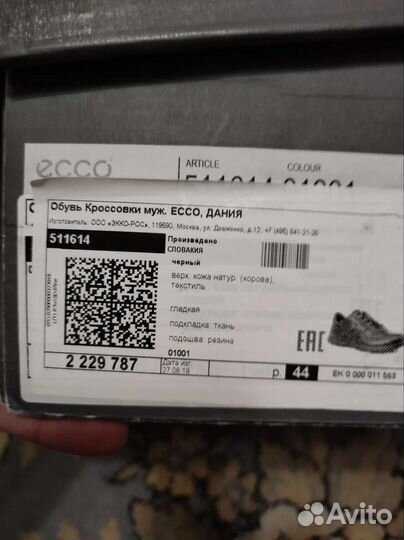 ecco
ARTICLE COLOUR
Обувь Кроссовки муж. ECCO, ДАНИЯ
Изготовитель: ООО «ЭККО-РОС», 119590, Москва, ул. Довженко, д.12, +7 (495) 641-21-26
511614
Произведено
СЛОВАКИЯ
черный
верх: кожа натур. (корова);
текстиль
гладкая
подкладка: ткань
подошва: резина
01001
EAC
2 229 787
Дата изг.:
27.06.19
р. 44
EK 0 000 011 663
Avito